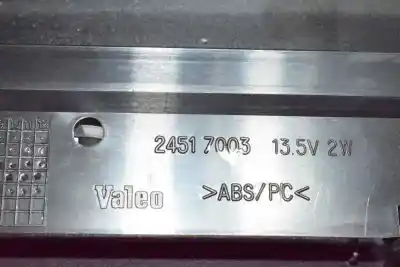 2451 7003 13.5V 2W
Valeo >ABS/PC<